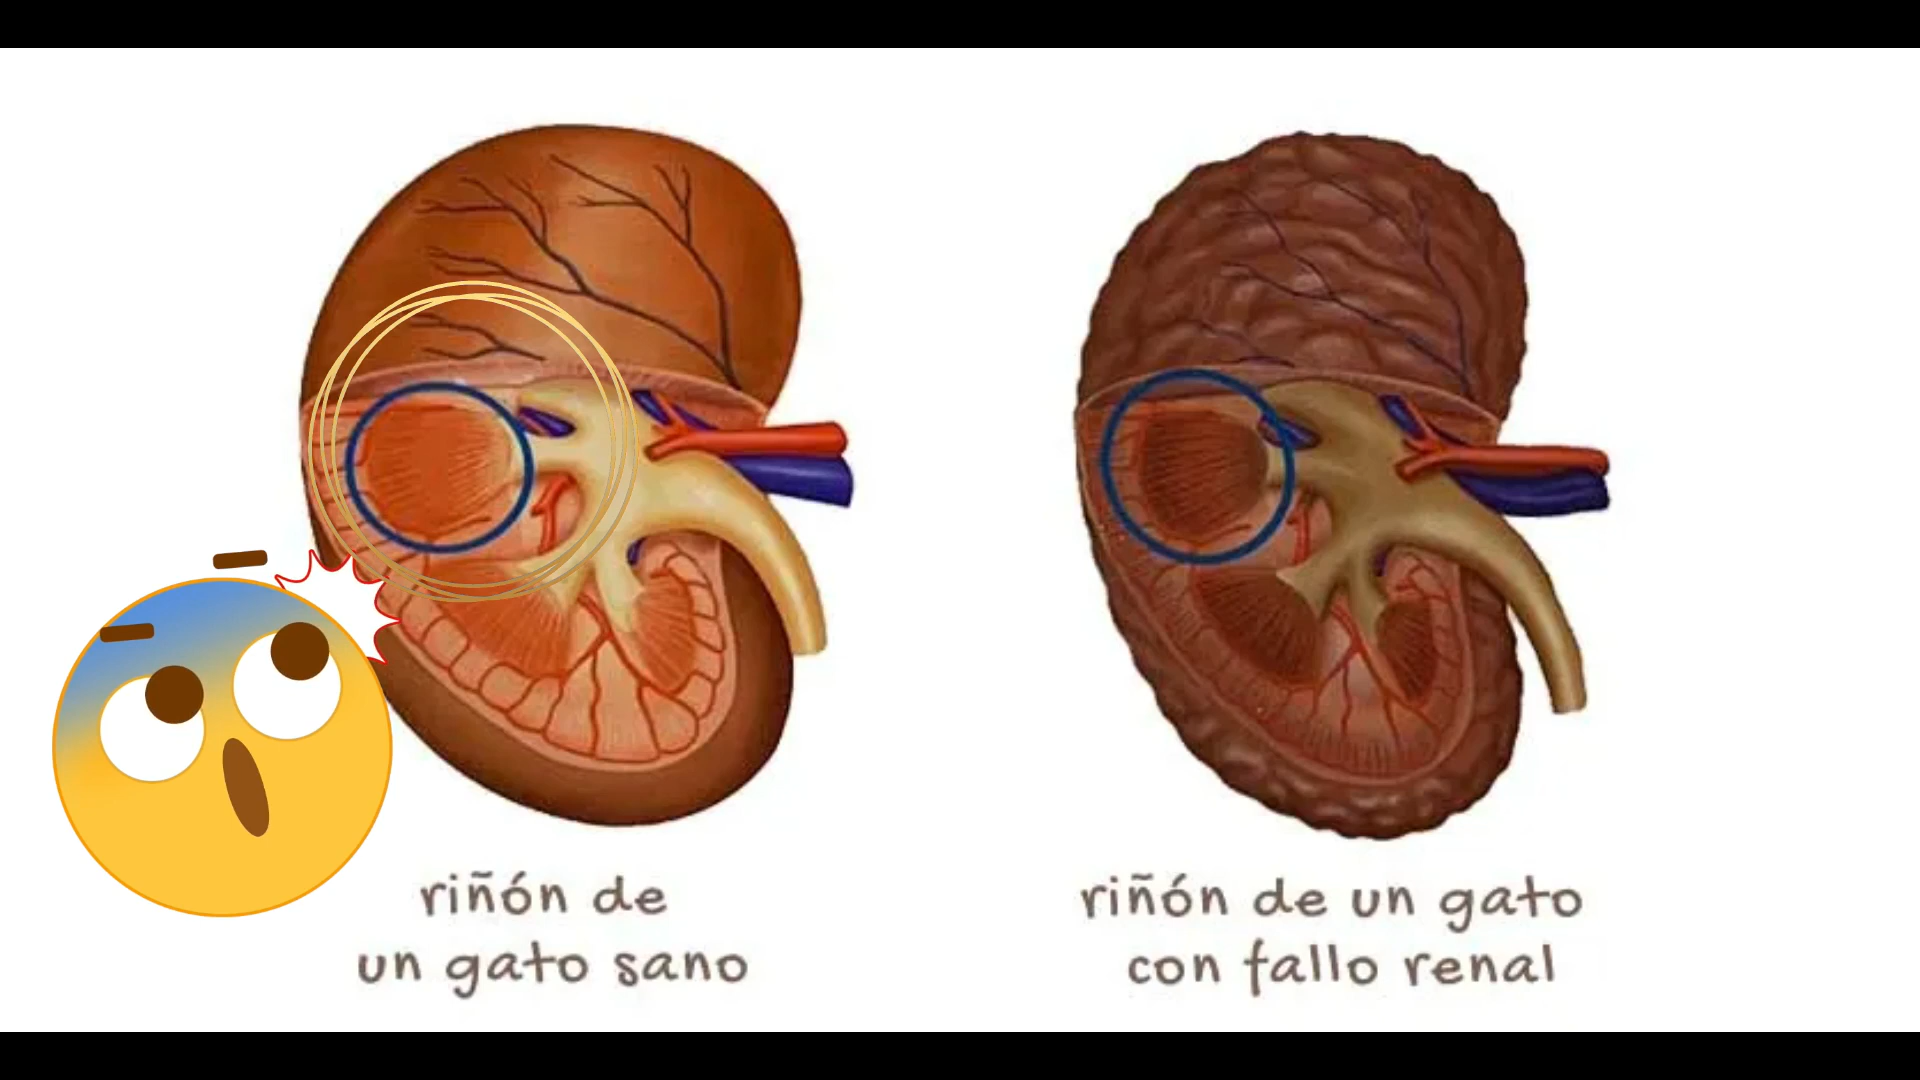 riñón de
un gato sano
riñón de un gato
con fallo renal